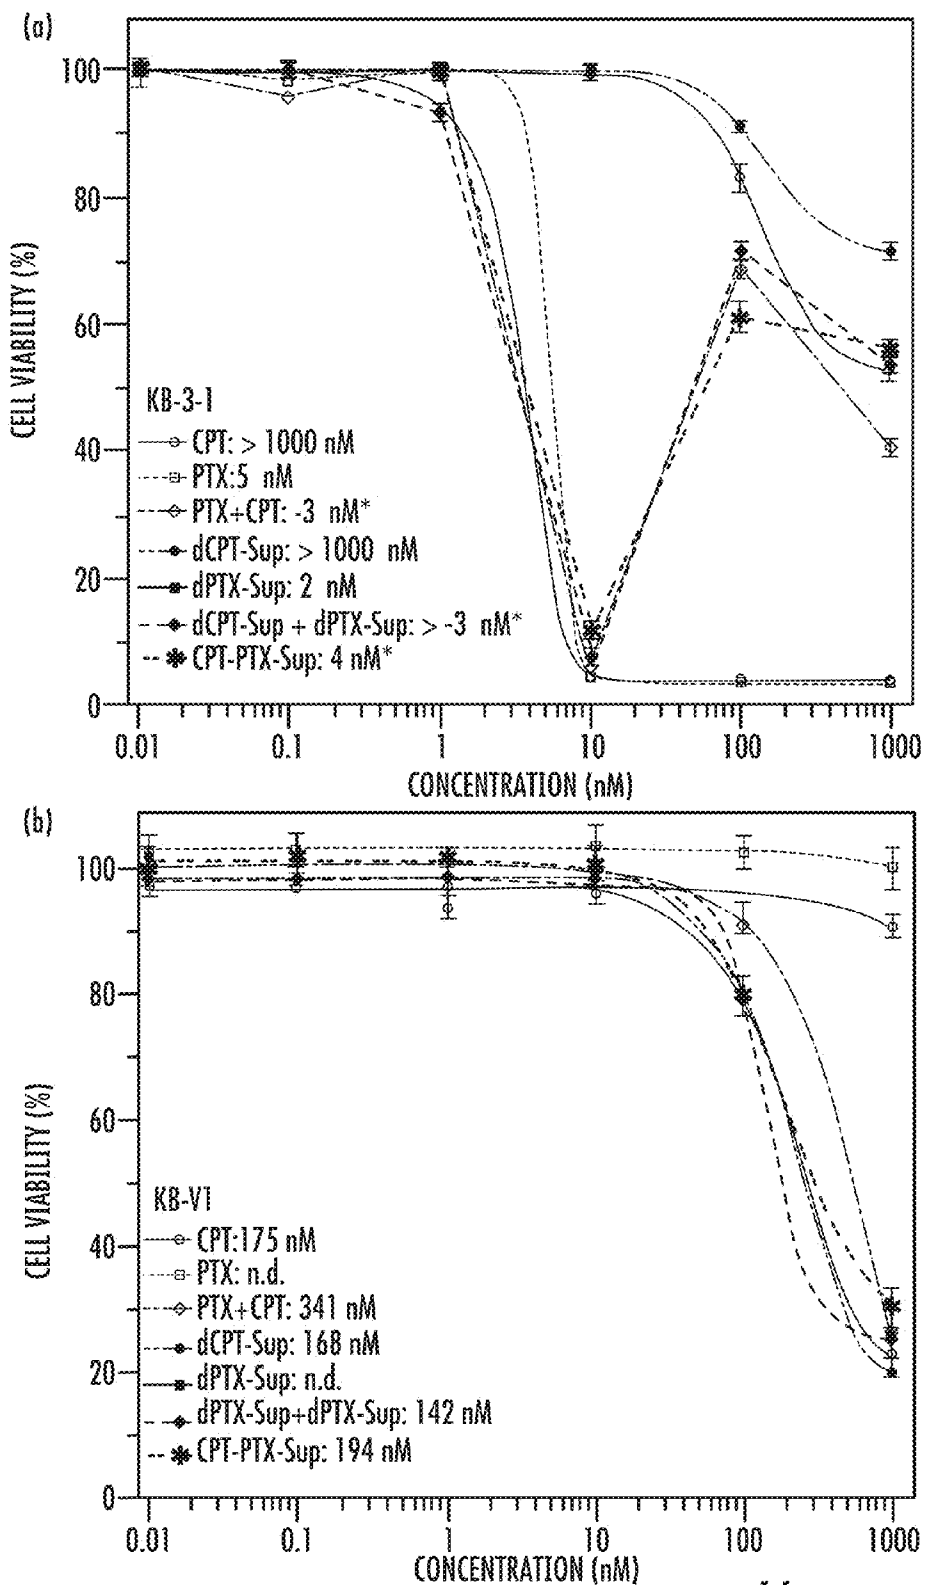 (a)
100
80
60
40
20
0
CELL VIABILITY (%)
KB-3-1
CPT: > 1000 nM
PTX:5 nM
PTX+CPT: -3 nM*
dCPT-Sup: > 1000 nM
dPTX-Sup: 2 nM
dCPT-Sup + dPTX-Sup: > -3 nM*
CPT-PTX-Sup: 4 nM*
0.01 0.1 1 10 100 1000
CONCENTRATION (nM)
(b)
100
80
60
40
20
0
CELL VIABILITY (%)
KB-V1
CPT:175 nM
PTX: n.d.
PTX+CPT: 341 nM
dCPT-Sup: 168 nM
dPTX-Sup: n.d.
dPTX-Sup+dPTX-Sup: 142 nM
CPT-PTX-Sup: 194 nM
0.01 0.1 1 10 100 1000
CONCENTRATION (nM)